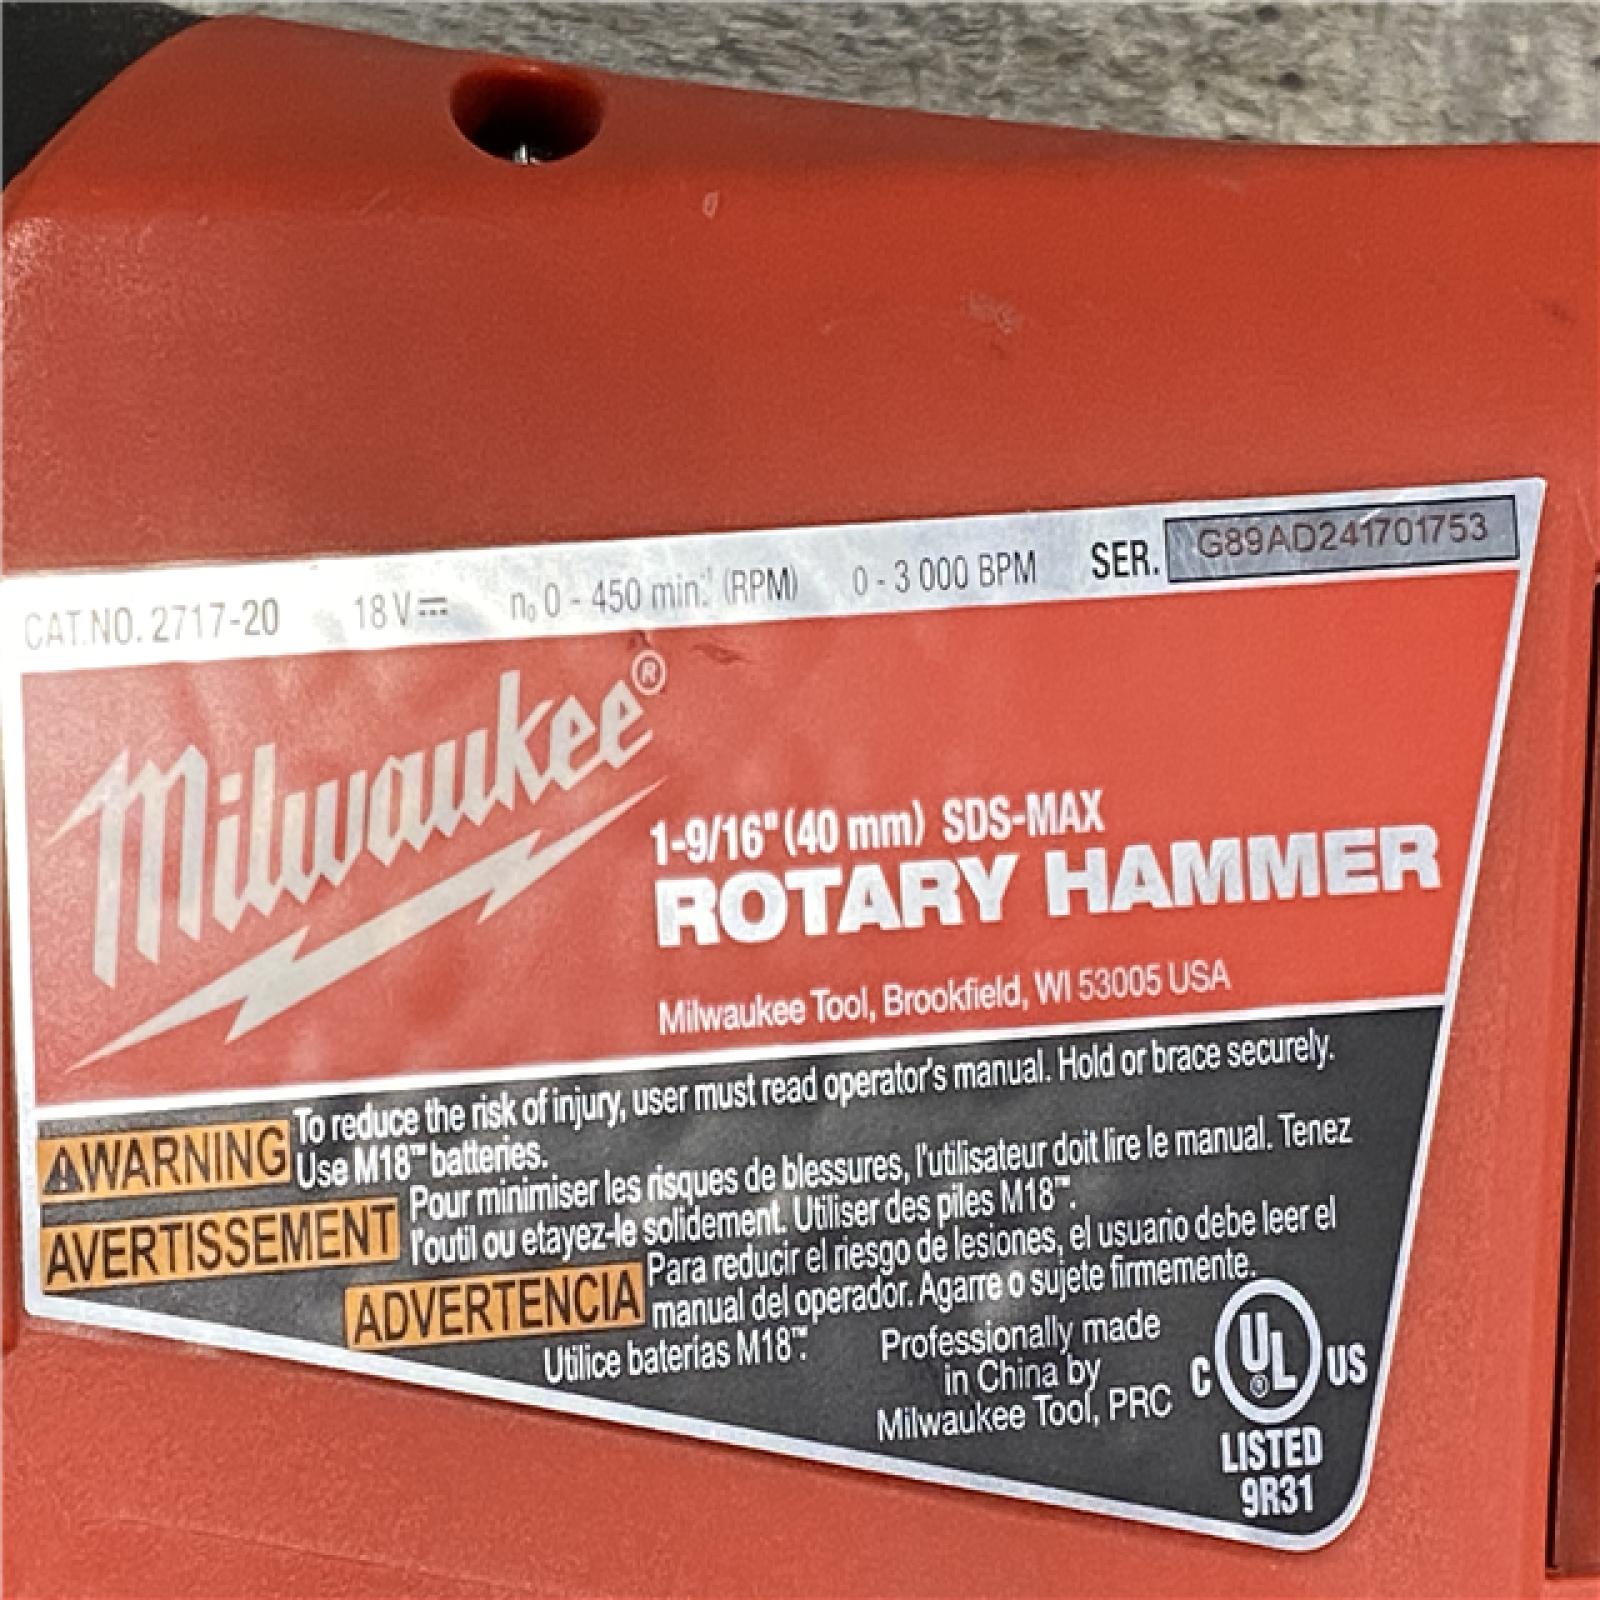 CAT.NO. 2717-20 18 V⎓ n₀ 0 - 450 min.⁻¹ (RPM) 0 - 3 000 BPM SER. G89AD241701753
Milwaukee®
1-9/16" (40 mm) SDS-MAX
ROTARY HAMMER
Milwaukee Tool, Brookfield, WI 53005 USA
⚠WARNING To reduce the risk of injury, user must read operator's manual. Hold or brace securely.
Use M18™ batteries.
AVERTISSEMENT Pour minimiser les risques de blessures, l'utilisateur doit lire le manual. Tenez
l'outil ou etayez-le solidement. Utiliser des piles M18™.
ADVERTENCIA Para reducir el riesgo de lesiones, el usuario debe leer el
manual del operador. Agarre o sujete firmemente.
Utilice baterías M18™.
Professionally made
in China by
Milwaukee Tool, PRC
C UL ® US
LISTED
9R31